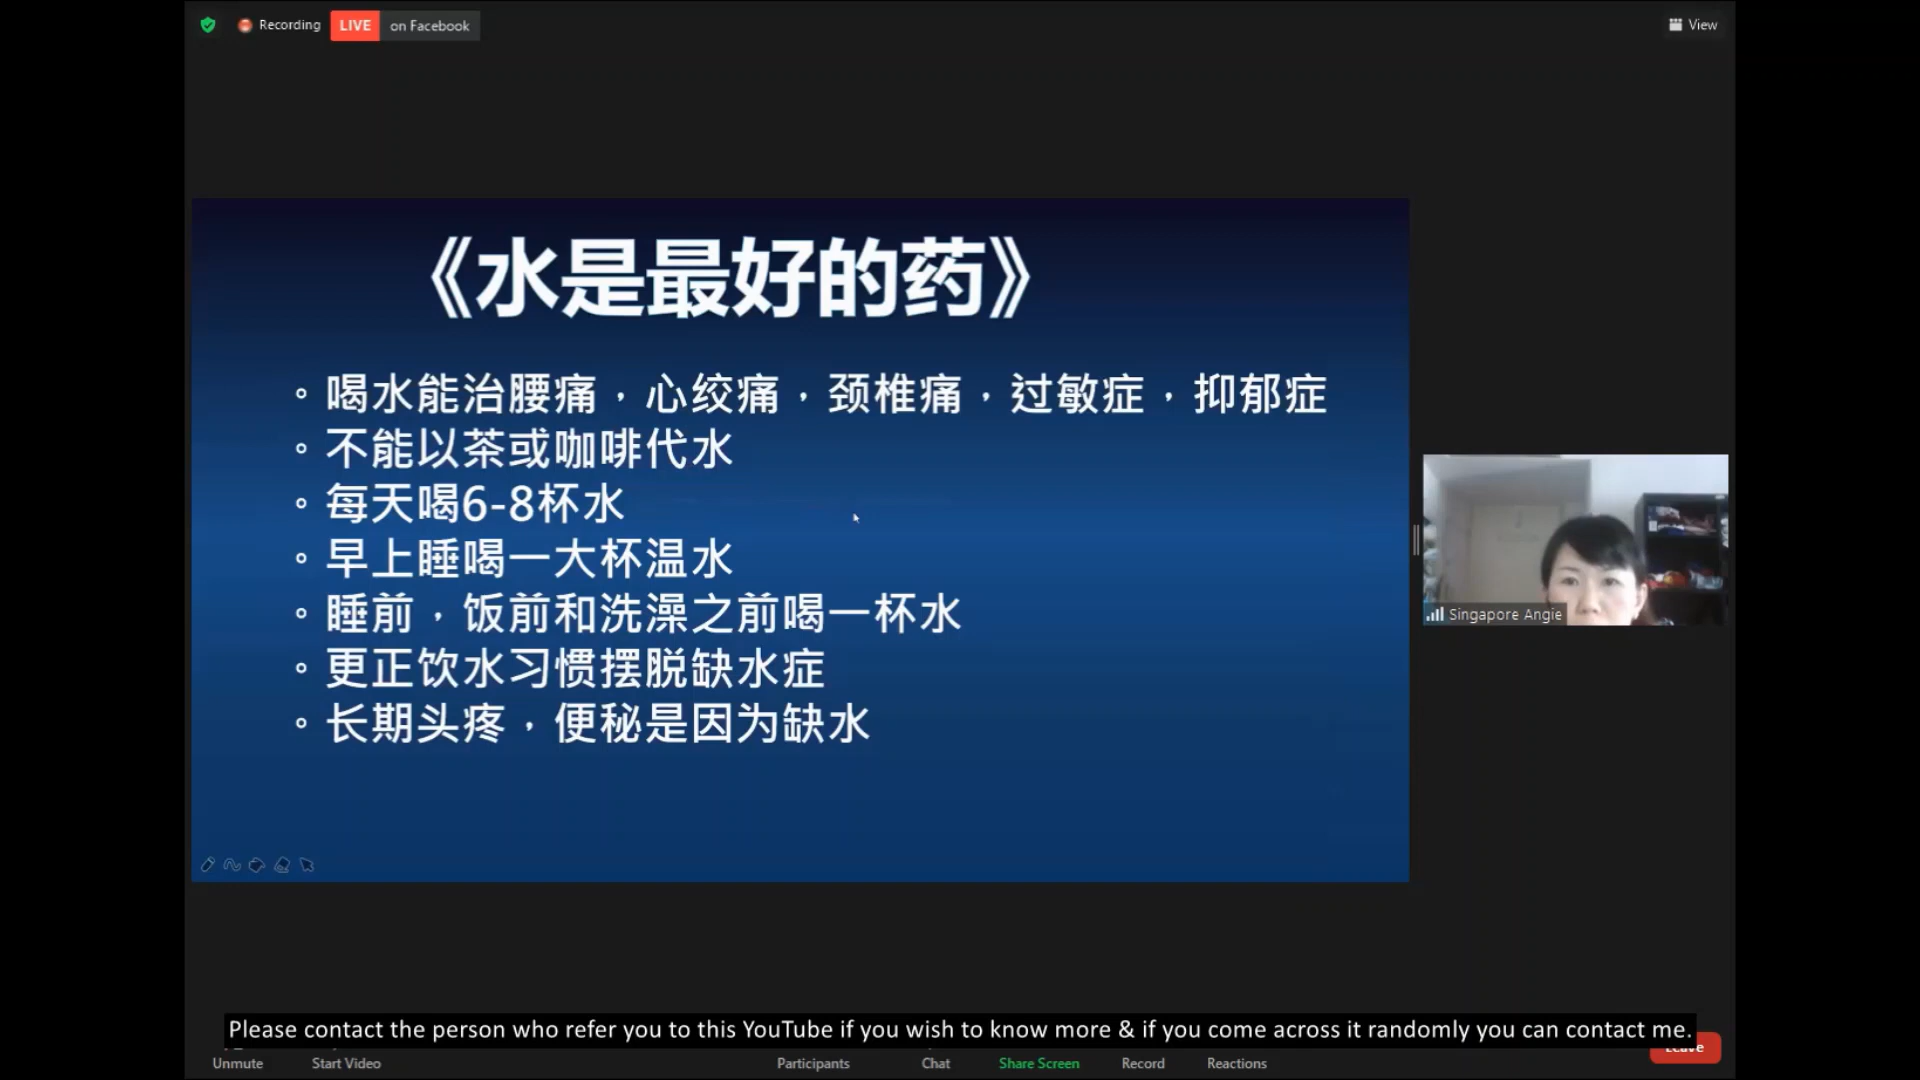 Recording LIVE on Facebook View
《水是最好的药》
喝水能治腰痛，心绞痛，颈椎痛，过敏症，抑郁症
不能以茶或咖啡代水
每天喝6-8杯水
早上睡喝一大杯温水
睡前，饭前和洗澡之前喝一杯水
更正饮水习惯摆脱缺水症
长期头疼，便秘是因为缺水
Singapore Angie
Please contact the person who refer you to this YouTube if you wish to know more & if you come across it randomly you can contact me.
Leave
Unmute Start Video Participants Chat Share Screen Record Reactions